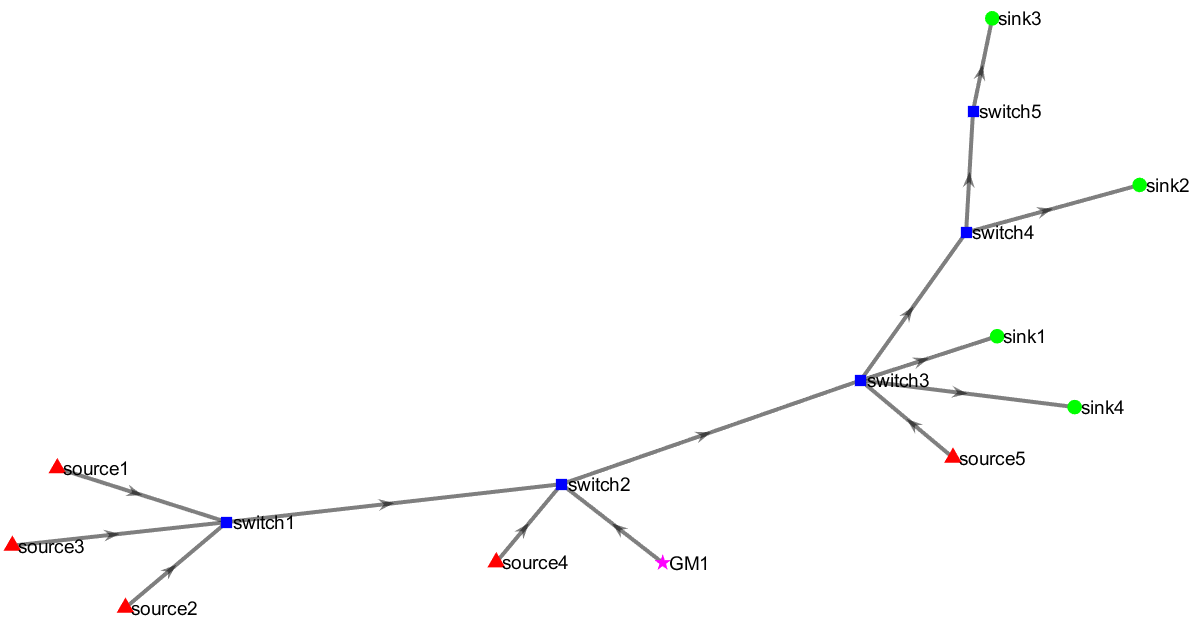 sink3
switch5
sink2
switch4
sink1
switch3
sink4
source5
source1
switch2
switch1
source3
source4
GM1
source2